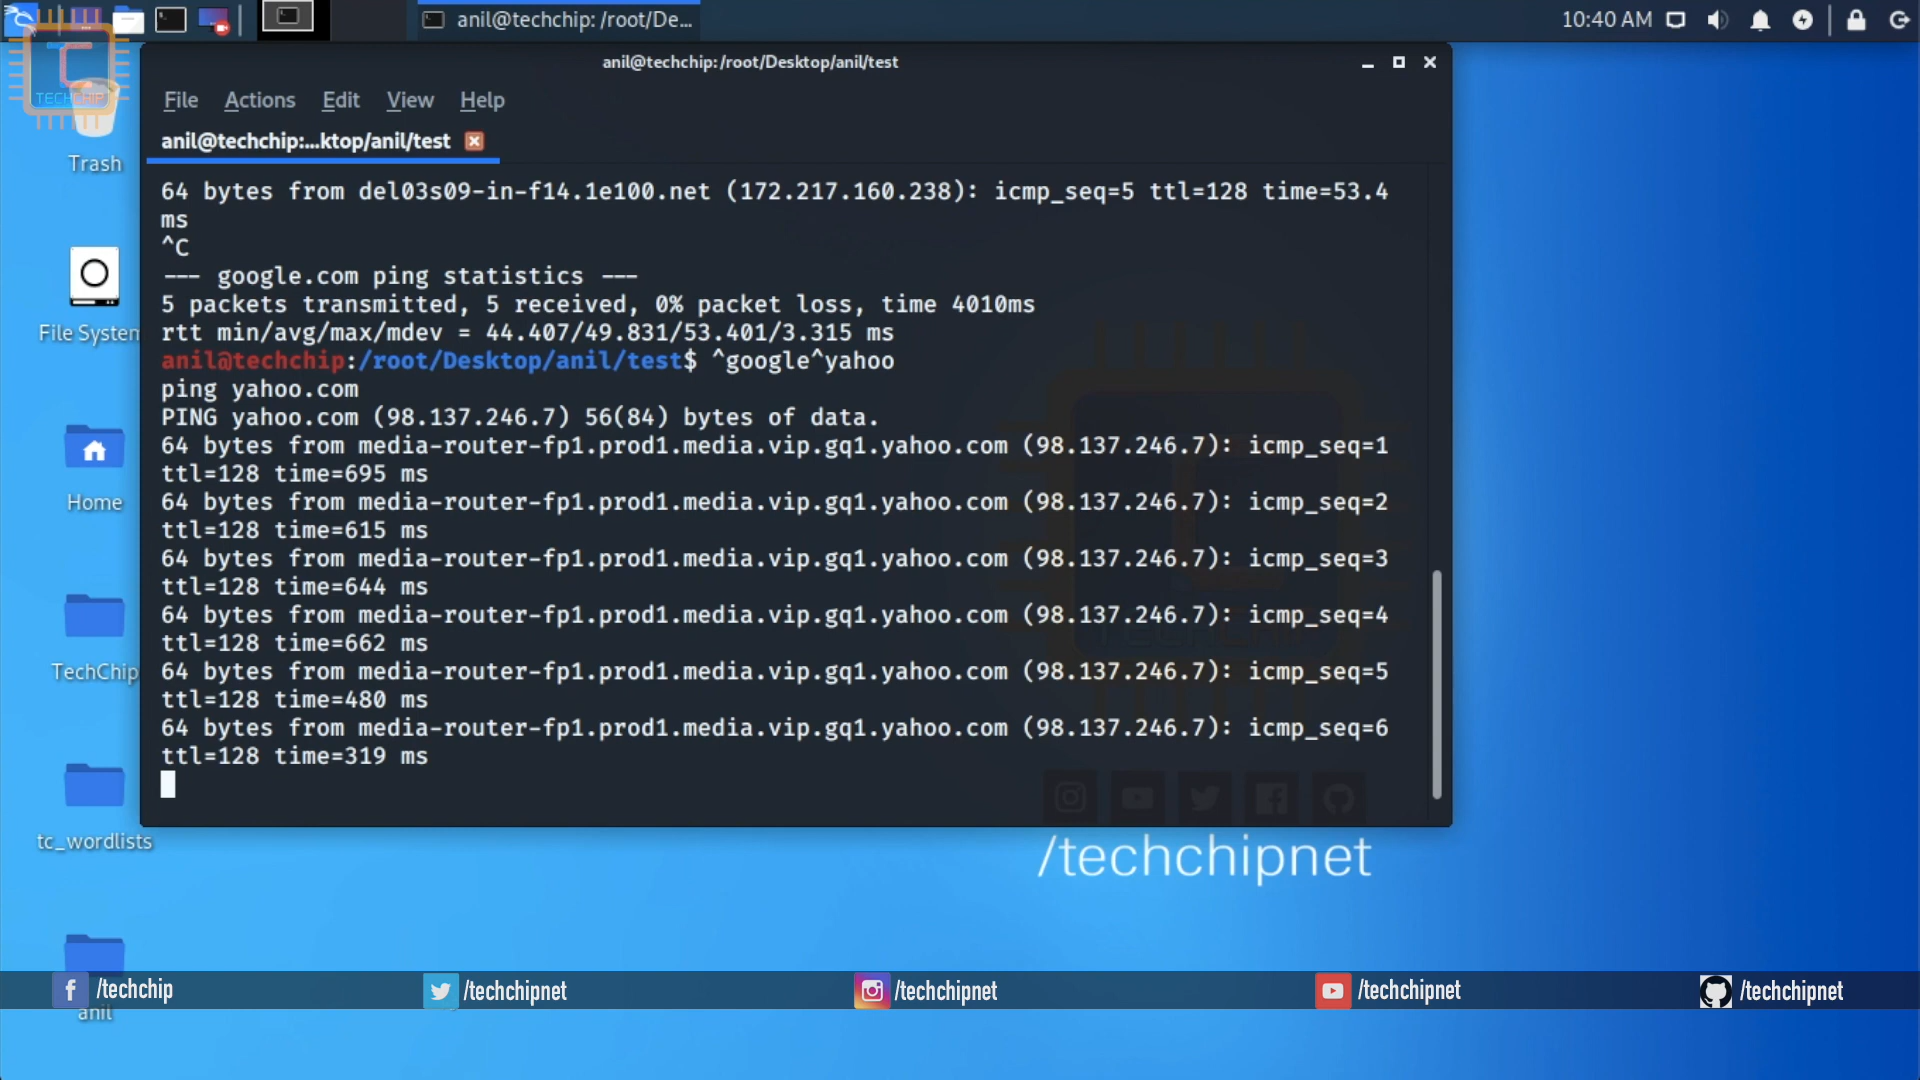 anil@techchip: /root/De...
10:40 AM
anil@techchip:/root/Desktop/anil/test
File Actions Edit View Help
anil@techchip:...ktop/anil/test
TECHCHIP
Trash
File System
Home
TechChip
tc_wordlists
anil
64 bytes from del03s09-in-f14.1e100.net (172.217.160.238): icmp_seq=5 ttl=128 time=53.4
ms
^C
--- google.com ping statistics ---
5 packets transmitted, 5 received, 0% packet loss, time 4010ms
rtt min/avg/max/mdev = 44.407/49.831/53.401/3.315 ms
anil@techchip:/root/Desktop/anil/test$ ^google^yahoo
ping yahoo.com
PING yahoo.com (98.137.246.7) 56(84) bytes of data.
64 bytes from media-router-fp1.prod1.media.vip.gq1.yahoo.com (98.137.246.7): icmp_seq=1
ttl=128 time=695 ms
64 bytes from media-router-fp1.prod1.media.vip.gq1.yahoo.com (98.137.246.7): icmp_seq=2
ttl=128 time=615 ms
64 bytes from media-router-fp1.prod1.media.vip.gq1.yahoo.com (98.137.246.7): icmp_seq=3
ttl=128 time=644 ms
64 bytes from media-router-fp1.prod1.media.vip.gq1.yahoo.com (98.137.246.7): icmp_seq=4
ttl=128 time=662 ms
64 bytes from media-router-fp1.prod1.media.vip.gq1.yahoo.com (98.137.246.7): icmp_seq=5
ttl=128 time=480 ms
64 bytes from media-router-fp1.prod1.media.vip.gq1.yahoo.com (98.137.246.7): icmp_seq=6
ttl=128 time=319 ms
/techchipnet
/techchip
/techchipnet
/techchipnet
/techchipnet
/techchipnet